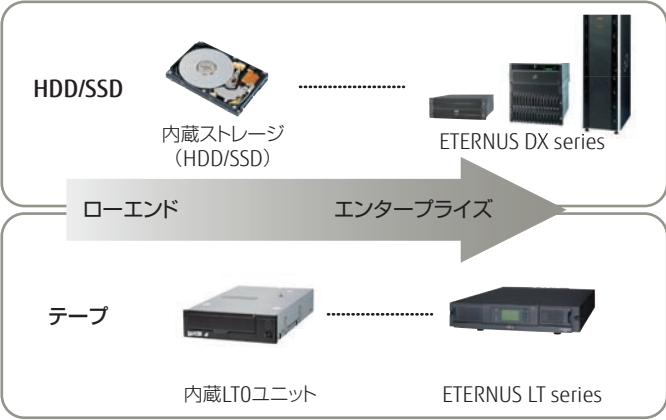 HDD/SSD
内蔵ストレージ
（HDD/SSD）
ETERNUS DX series
ローエンド
エンタープライズ
テープ
内蔵LTOユニット
ETERNUS LT series